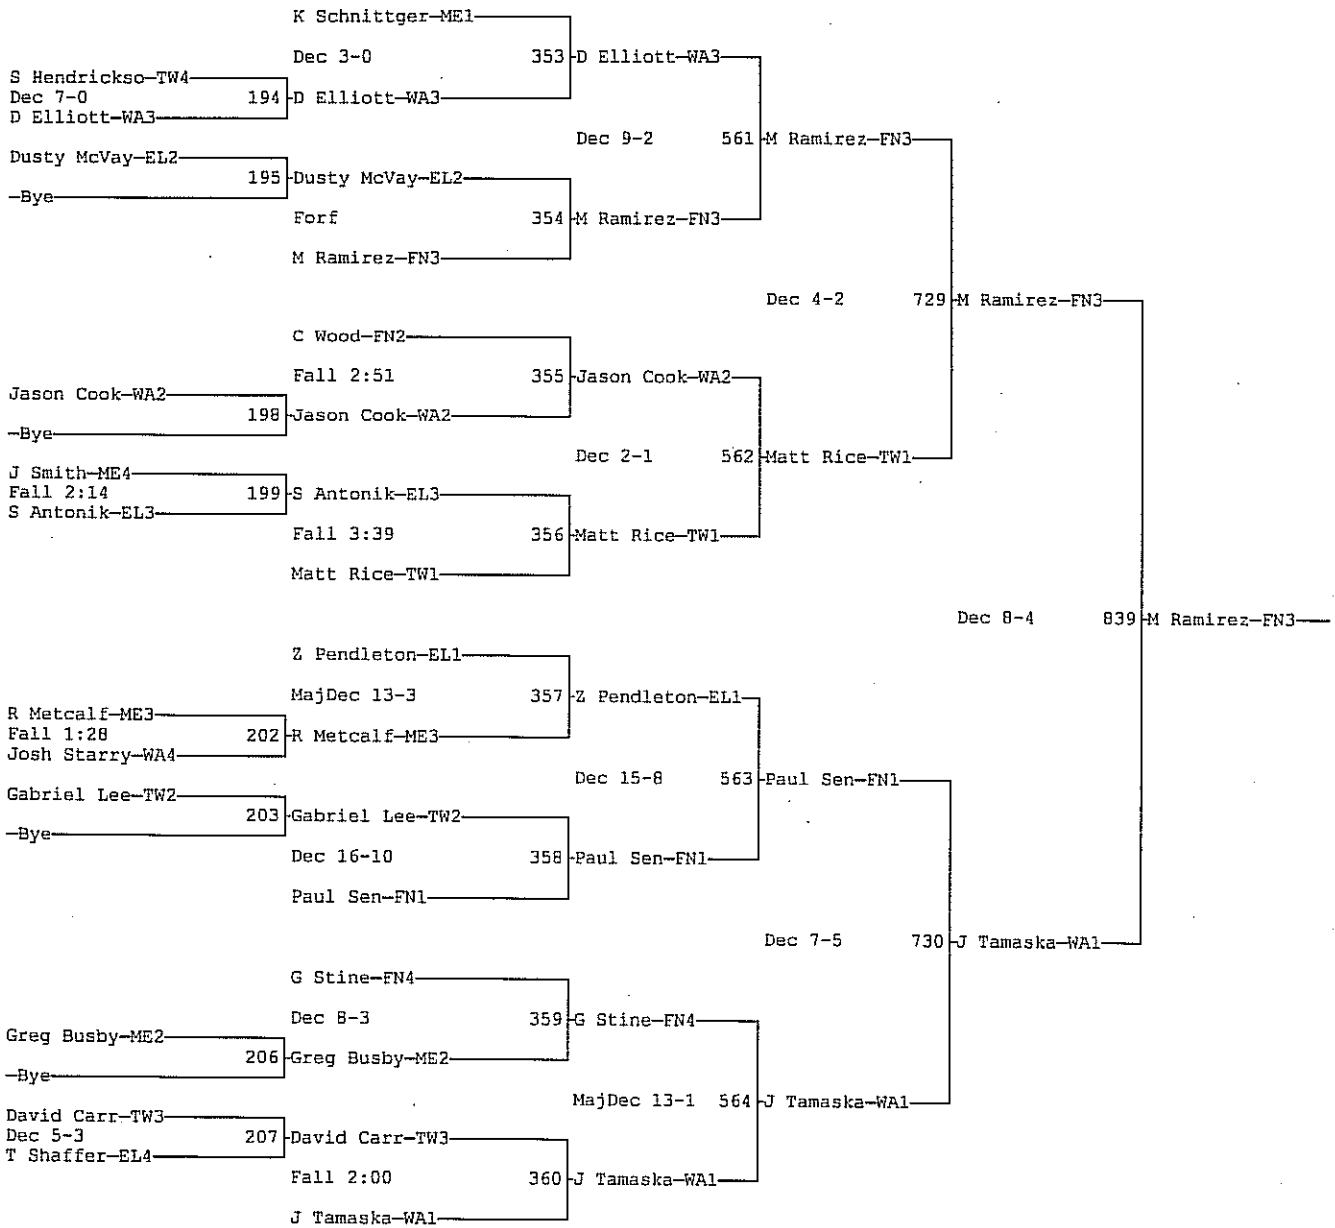 K Schnittger-ME1
Dec 3-0 353 D Elliott-WA3
S Hendrickso-TW4
Dec 7-0 194 D Elliott-WA3
D Elliott-WA3
Dec 9-2 561 M Ramirez-FN3
Dusty McVay-EL2
195 Dusty McVay-EL2
-Bye
Forf 354 M Ramirez-FN3
M Ramirez-FN3
Dec 4-2 729 M Ramirez-FN3
C Wood-FN2
Fall 2:51 355 Jason Cook-WA2
Jason Cook-WA2
198 Jason Cook-WA2
-Bye
Dec 2-1 562 Matt Rice-TW1
J Smith-ME4
Fall 2:14 199 S Antonik-EL3
S Antonik-EL3
Fall 3:39 356 Matt Rice-TW1
Matt Rice-TW1
Dec 8-4 839 M Ramirez-FN3
Z Pendleton-EL1
MajDec 13-3 357 Z Pendleton-EL1
R Metcalf-ME3
Fall 1:28 202 R Metcalf-ME3
Josh Starry-WA4
Dec 15-8 563 Paul Sen-FN1
Gabriel Lee-TW2
203 Gabriel Lee-TW2
-Bye
Dec 16-10 358 Paul Sen-FN1
Paul Sen-FN1
Dec 7-5 730 J Tamaska-WA1
G Stine-FN4
Dec 8-3 359 G Stine-FN4
Greg Busby-ME2
206 Greg Busby-ME2
-Bye
MajDec 13-1 564 J Tamaska-WA1
David Carr-TW3
Dec 5-3 207 David Carr-TW3
T Shaffer-EL4
Fall 2:00 360 J Tamaska-WA1
J Tamaska-WA1